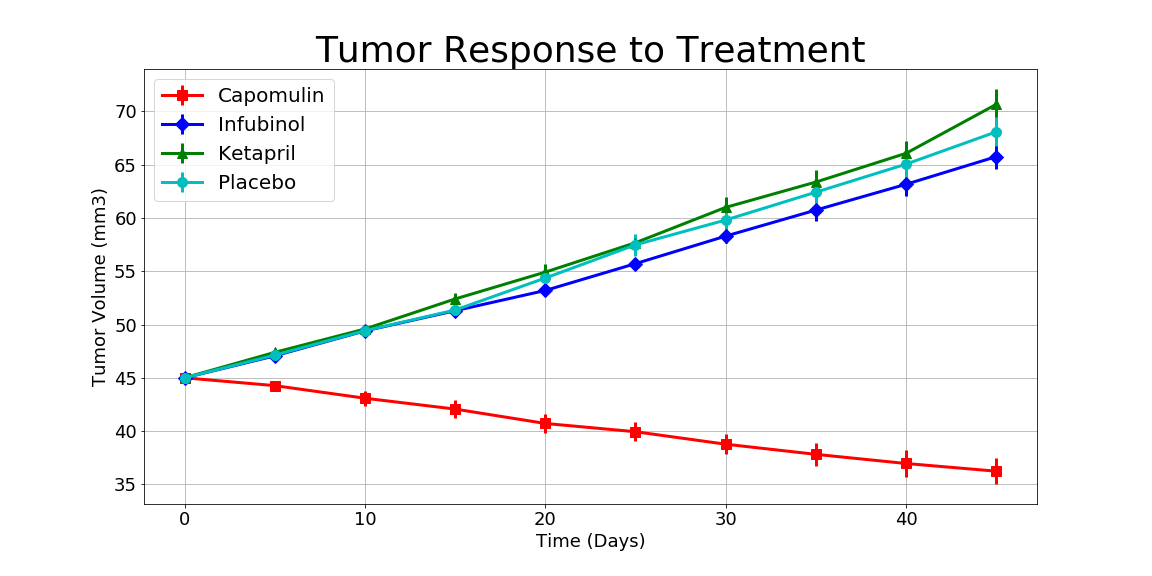 Tumor Response to Treatment
Capomulin
Infubinol
Ketapril
Placebo
70
65
60
55
50
45
40
35
Tumor Volume (mm3)
0 10 20 30 40
Time (Days)